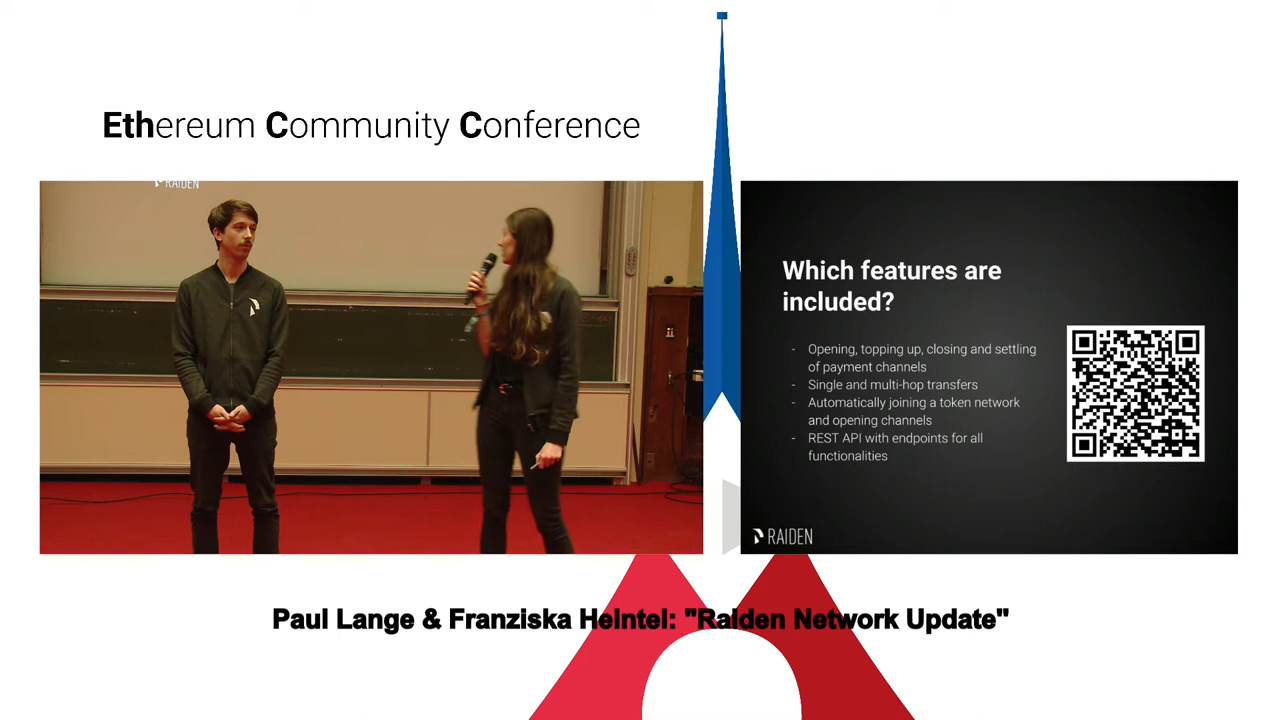 Ethereum Community Conference
RAIDEN
Which features are
included?
- Opening, topping up, closing and settling
of payment channels
- Single and multi-hop transfers
- Automatically joining a token network
and opening channels
- REST API with endpoints for all
functionalities
RAIDEN
Paul Lange & Franziska Heintel: "Raiden Network Update"